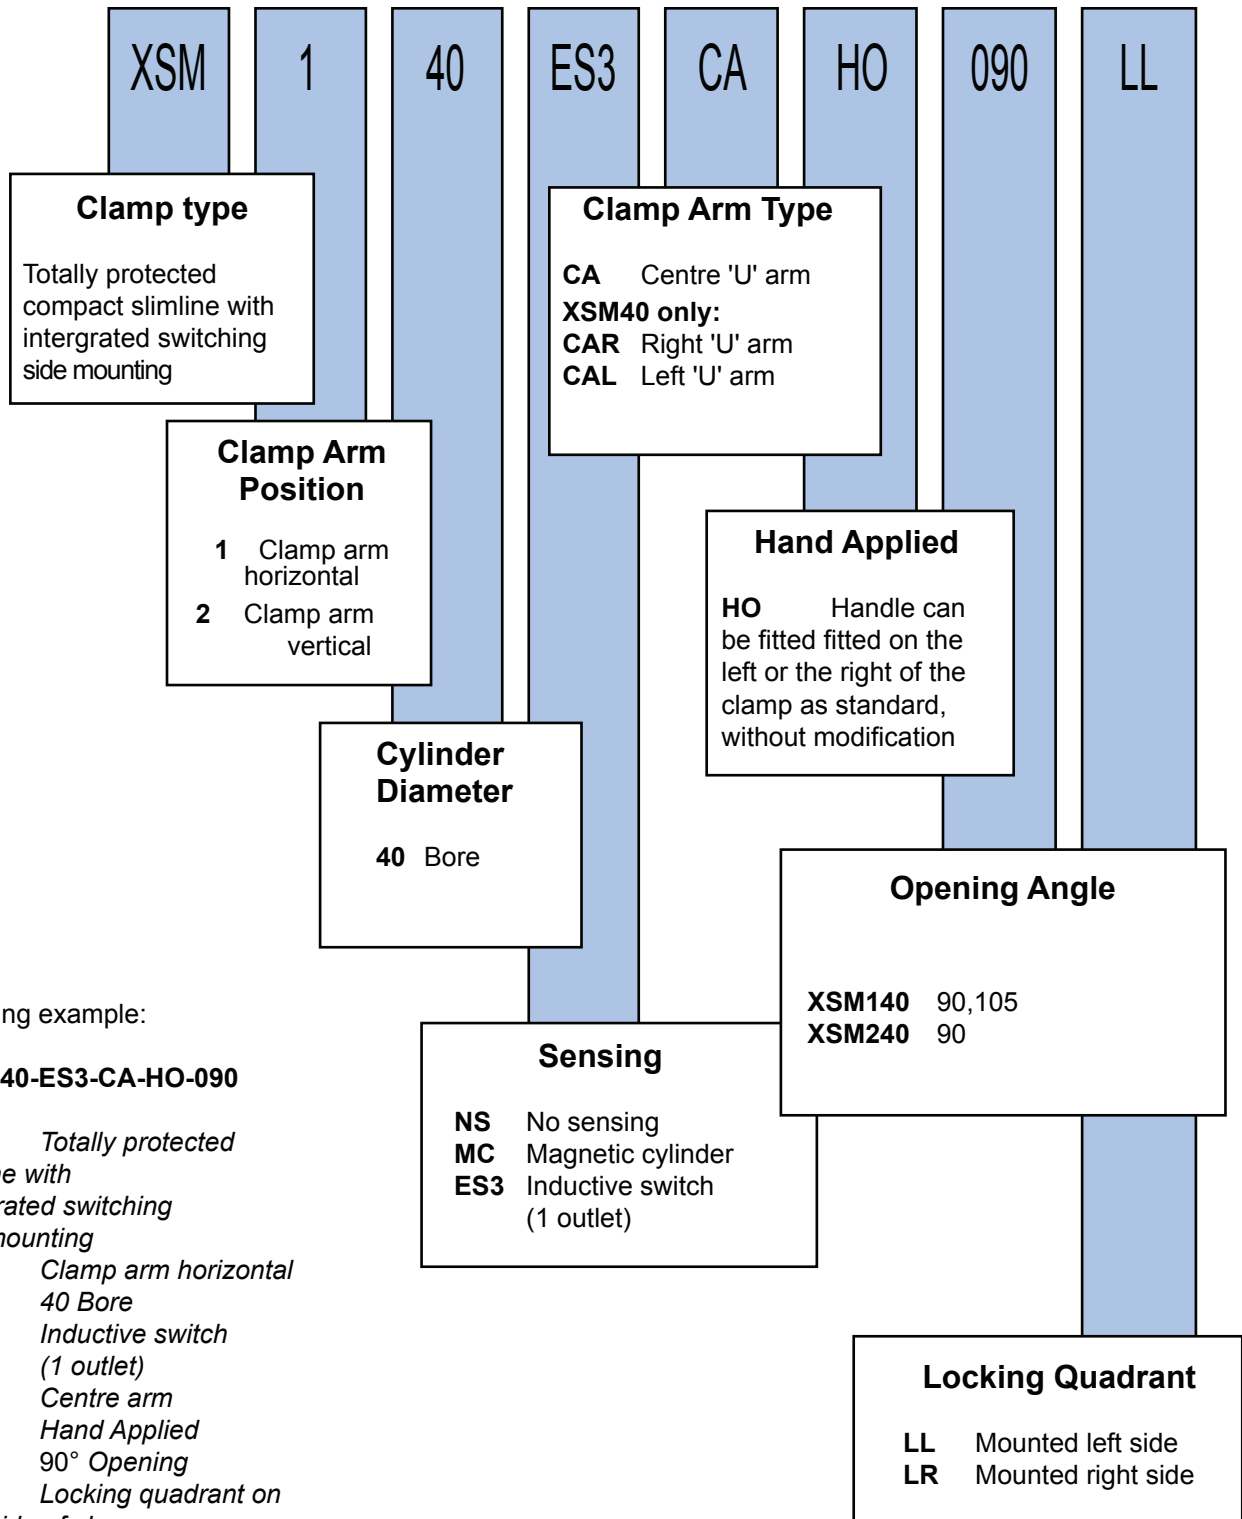 XSM 1 40 ES3 CA HO 090 LL
Clamp type
Totally protected
compact slimline with
intergrated switching
side mounting
Clamp Arm Type
CA Centre 'U' arm
XSM40 only:
CAR Right 'U' arm
CAL Left 'U' arm
Clamp Arm
Position
1 Clamp arm
horizontal
2 Clamp arm
vertical
Hand Applied
HO Handle can
be fitted fitted on the
left or the right of the
clamp as standard,
without modification
Cylinder
Diameter
40 Bore
Opening Angle
XSM140 90,105
XSM240 90
Sensing
NS No sensing
MC Magnetic cylinder
ES3 Inductive switch
(1 outlet)
Locking Quadrant
LL Mounted left side
LR Mounted right side
example:
40-ES3-CA-HO-090
Totally protected
with
switching
Clamp arm horizontal
40 Bore
Inductive switch
(1 outlet)
Centre arm
Hand Applied
90° Opening
Locking quadrant on